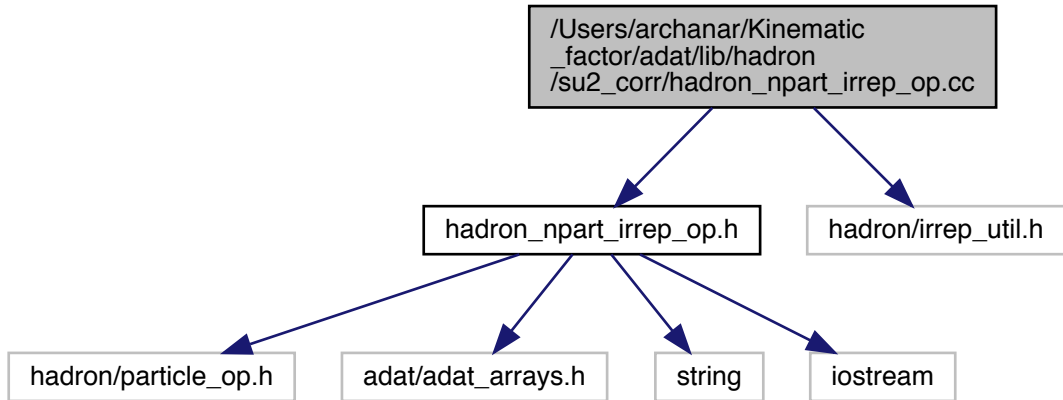 /Users/archanar/Kinematic
_factor/adat/lib/hadron
/su2_corr/hadron_npart_irrep_op.cc
hadron_npart_irrep_op.h
hadron/irrep_util.h
hadron/particle_op.h
adat/adat_arrays.h
string
iostream